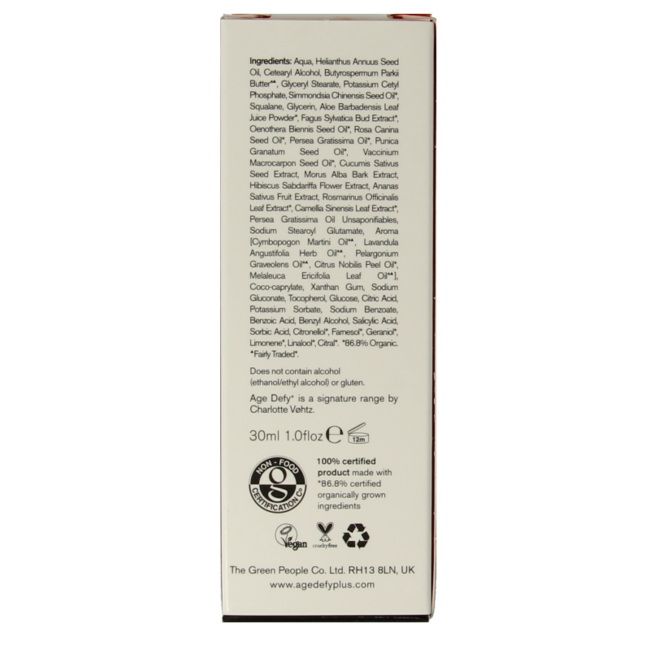 Ingredients: Aqua, Helianthus Annuus Seed
Oil, Cetearyl Alcohol, Butyrospermum Parkii
Butter*⁺, Glyceryl Stearate, Potassium Cetyl
Phosphate, Simmondsia Chinensis Seed Oil*,
Squalane, Glycerin, Aloe Barbadensis Leaf
Juice Powder*, Fagus Sylvatica Bud Extract*,
Oenothera Biennis Seed Oil*, Rosa Canina
Seed Oil*, Persea Gratissima Oil*, Punica
Granatum Seed Oil*, Vaccinium
Macrocarpon Seed Oil*, Cucumis Sativus
Seed Extract, Morus Alba Bark Extract,
Hibiscus Sabdariffa Flower Extract, Ananas
Sativus Fruit Extract, Rosmarinus Officinalis
Leaf Extract*, Camellia Sinensis Leaf Extract*,
Persea Gratissima Oil Unsaponifiables,
Sodium Stearoyl Glutamate, Aroma
[Cymbopogon Martini Oil*⁺, Lavandula
Angustifolia Herb Oil*⁺, Pelargonium
Graveolens Oil*⁺, Citrus Nobilis Peel Oil*,
Melaleuca Ericifolia Leaf Oil*⁺],
Coco-caprylate, Xanthan Gum, Sodium
Gluconate, Tocopherol, Glucose, Citric Acid,
Potassium Sorbate, Sodium Benzoate,
Benzoic Acid, Benzyl Alcohol, Salicylic Acid,
Sorbic Acid, Citronellol*, Farnesol*, Geraniol*,
Limonene*, Linalool*, Citral*. *86.8% Organic.
⁺Fairly Traded*.
Does not contain alcohol
(ethanol/ethyl alcohol) or gluten.
Age Defy⁺ is a signature range by
Charlotte Vøhtz.
30ml 1.0floz e 12m
NON - FOOD
CERTIFICATION Co
100% certified
product made with
*86.8% certified
organically grown
ingredients
Vegan
crueltyfree
The Green People Co. Ltd. RH13 8LN, UK
www.agedefyplus.com